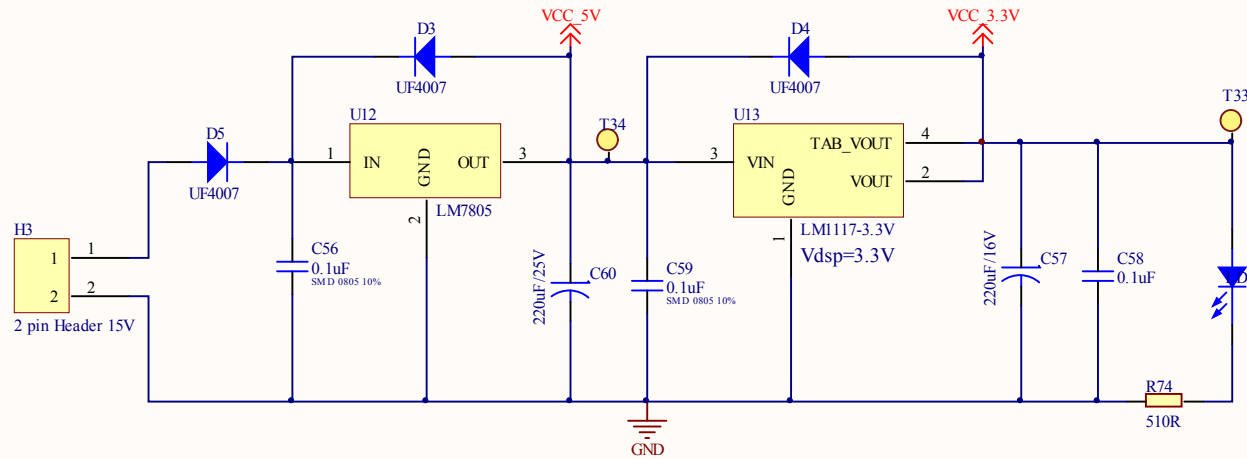 VCC_5V
VCC_3.3V
D3
UF4007
D4
UF4007
T33
T34
U12
U13
D5
UF4007
1
IN
GND
OUT
3
2
LM7805
3
VIN
GND
TAB_VOUT
4
VOUT
2
1
LM1117-3.3V
Vdsp=3.3V
H3
1
1
2
2
2 pin Header 15V
C56
0.1uF
SMD 0805 10%
220uF/25V
C60
C59
0.1uF
SMD 0805 10%
220uF/16V
C57
C58
0.1uF
R74
510R
GND